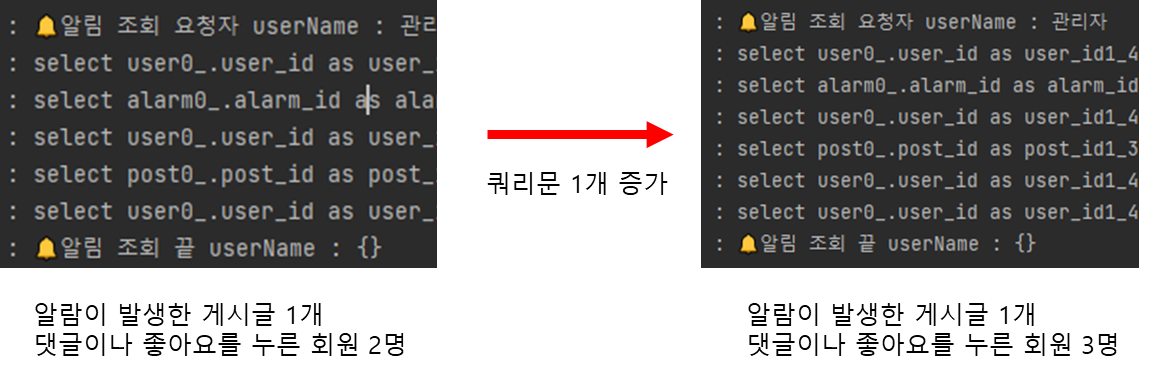 : 🔔알림 조회 요청자 userName : 관리
: select user0_.user_id as user_
: select alarm0_.alarm_id as alar
: select user0_.user_id as user_
: select post0_.post_id as post_
: select user0_.user_id as user_
: 🔔알림 조회 끝 userName : {}
알람이 발생한 게시글 1개
댓글이나 좋아요를 누른 회원 2명
쿼리문 1개 증가
: 🔔알림 조회 요청자 userName : 관리자
: select user0_.user_id as user_id1_4
: select alarm0_.alarm_id as alarm_id
: select user0_.user_id as user_id1_4
: select post0_.post_id as post_id1_3
: select user0_.user_id as user_id1_4
: select user0_.user_id as user_id1_4
: 🔔알림 조회 끝 userName : {}
알람이 발생한 게시글 1개
댓글이나 좋아요를 누른 회원 3명